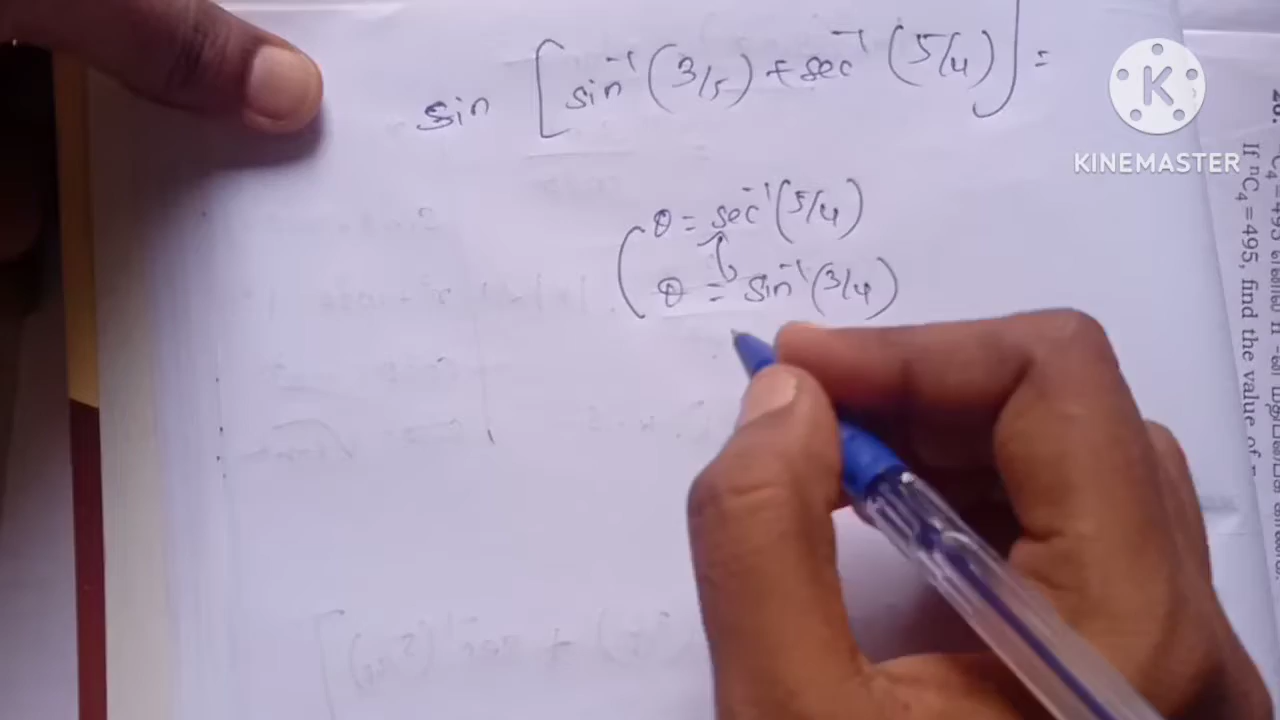 sin [sin⁻¹(3/5) + sec⁻¹(5/4)] =
K
KINEMASTER
θ = sec⁻¹(5/4)
θ = sin⁻¹(3/4)
If ⁿC₄=495, find the value of